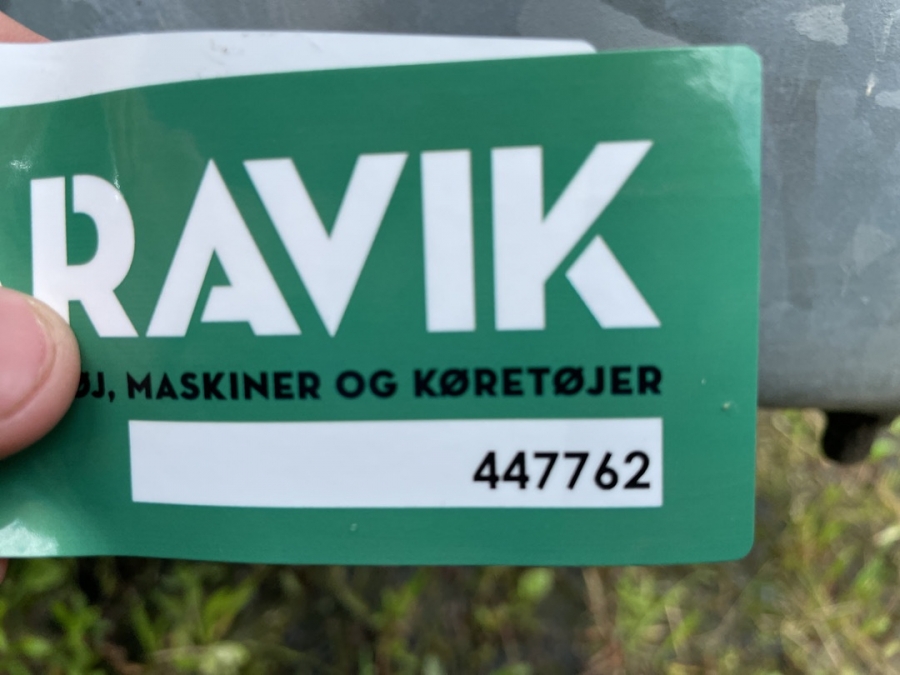 RAVIK
ØJ, MASKINER OG KØRETØJER
447762